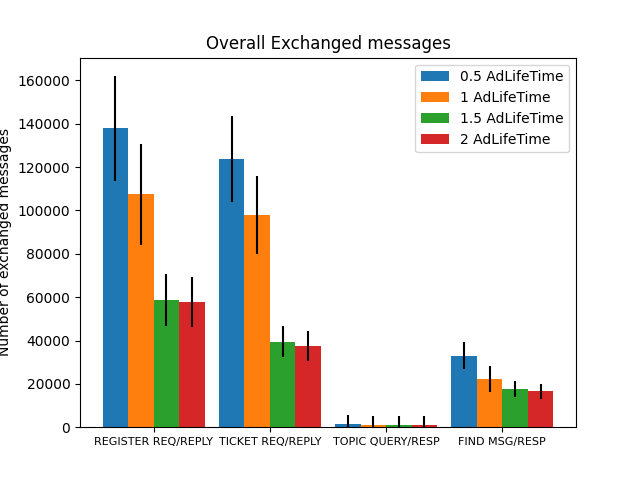 Overall Exchanged messages
0.5 AdLifeTime
1 AdLifeTime
1.5 AdLifeTime
2 AdLifeTime
Number of exchanged messages
160000
140000
120000
100000
80000
60000
40000
20000
0
REGISTER REQ/REPLY TICKET REQ/REPLY TOPIC QUERY/RESP FIND MSG/RESP